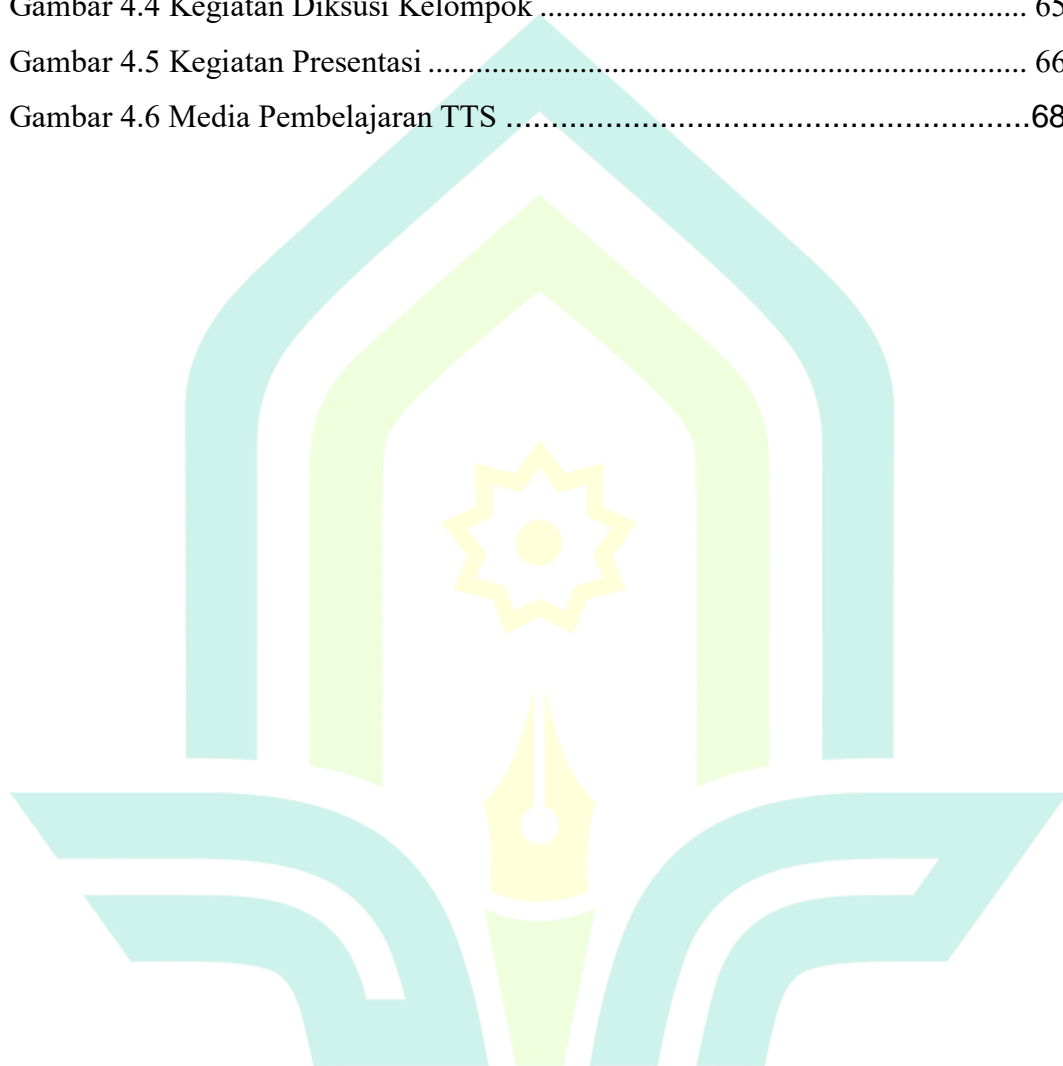 Gambar 4.4 Kegiatan Diksusi Kelompok ................................................................ 65
Gambar 4.5 Kegiatan Presentasi .............................................................................. 66
Gambar 4.6 Media Pembelajaran TTS ..........................................................68